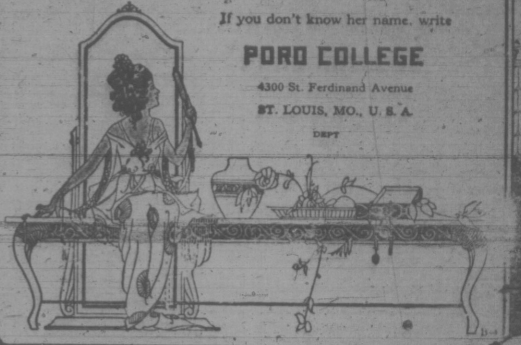 If you don't know her name, write
PORO COLLEGE
4300 St. Ferdinand Avenue
ST. LOUIS, MO., U. S. A.
DEPT